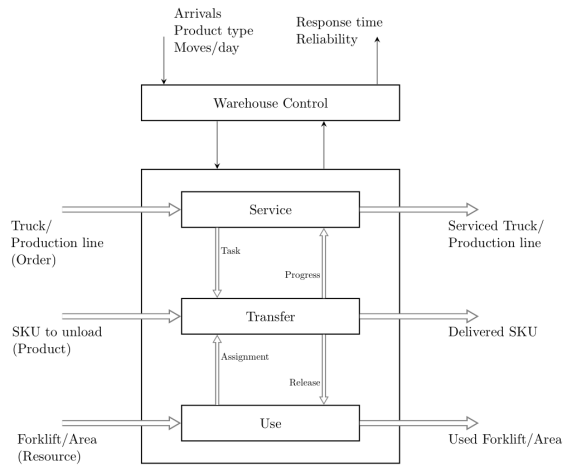 Arrivals
Product type
Moves/day
Response time
Reliability
Warehouse Control
Service
Truck/
Production line
(Order)
Serviced Truck/
Production line
Task
Progress
Transfer
SKU to unload
(Product)
Delivered SKU
Assignment
Release
Use
Forklift/Area
(Resource)
Used Forklift/Area